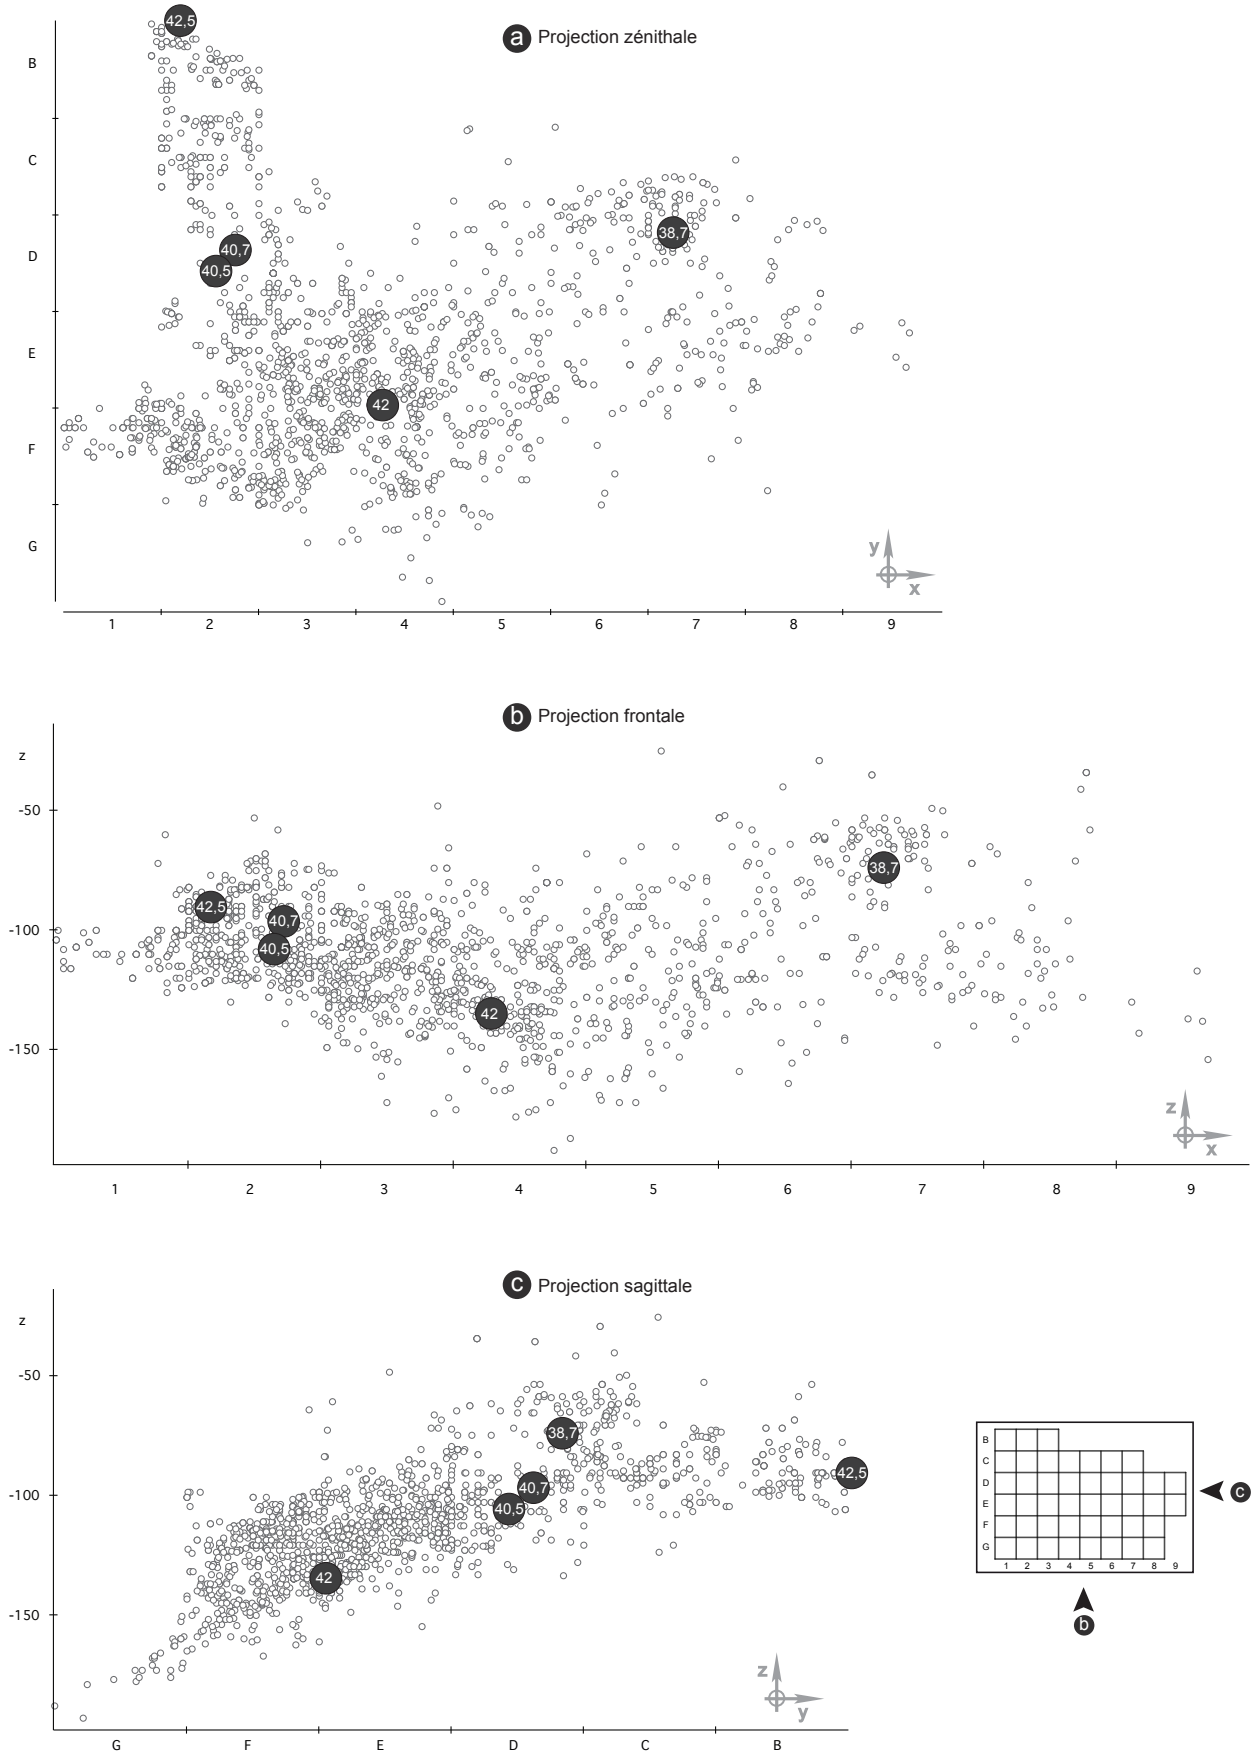 a Projection zénithale
42,5
B
C
D
E
F
G
40,7
40,5
38,7
42
y
x
1 2 3 4 5 6 7 8 9
b Projection frontale
z
-50
-100
-150
42,5
40,7
40,5
42
38,7
z
x
1 2 3 4 5 6 7 8 9
c Projection sagittale
z
-50
-100
-150
38,7
40,7
40,5
42,5
42
z
y
G F E D C B
B
C
D
E
F
G
1 2 3 4 5 6 7 8 9
c
b